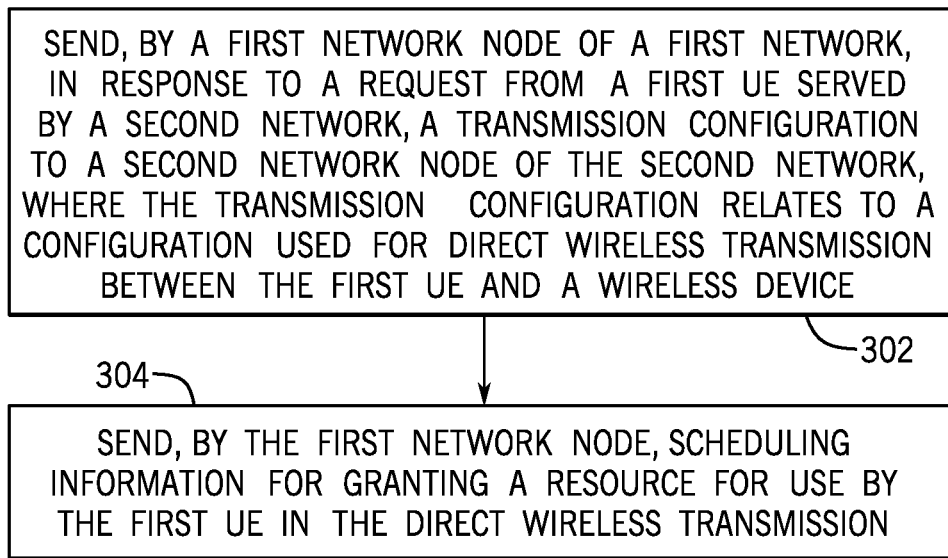 SEND, BY A FIRST NETWORK NODE OF A FIRST NETWORK,
IN RESPONSE TO A REQUEST FROM A FIRST UE SERVED
BY A SECOND NETWORK, A TRANSMISSION CONFIGURATION
TO A SECOND NETWORK NODE OF THE SECOND NETWORK,
WHERE THE TRANSMISSION CONFIGURATION RELATES TO A
CONFIGURATION USED FOR DIRECT WIRELESS TRANSMISSION
BETWEEN THE FIRST UE AND A WIRELESS DEVICE
302
304
SEND, BY THE FIRST NETWORK NODE, SCHEDULING
INFORMATION FOR GRANTING A RESOURCE FOR USE BY
THE FIRST UE IN THE DIRECT WIRELESS TRANSMISSION